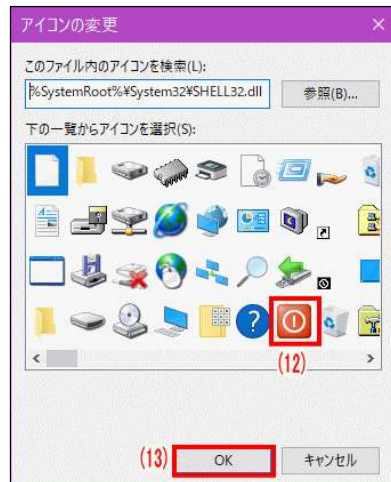 アイコンの変更
このファイル内のアイコンを検索(L):
%SystemRoot%¥System32¥SHELL32.dll
参照(B)...
下の一覧からアイコンを選択(S):
(12)
(13)
OK
キャンセル